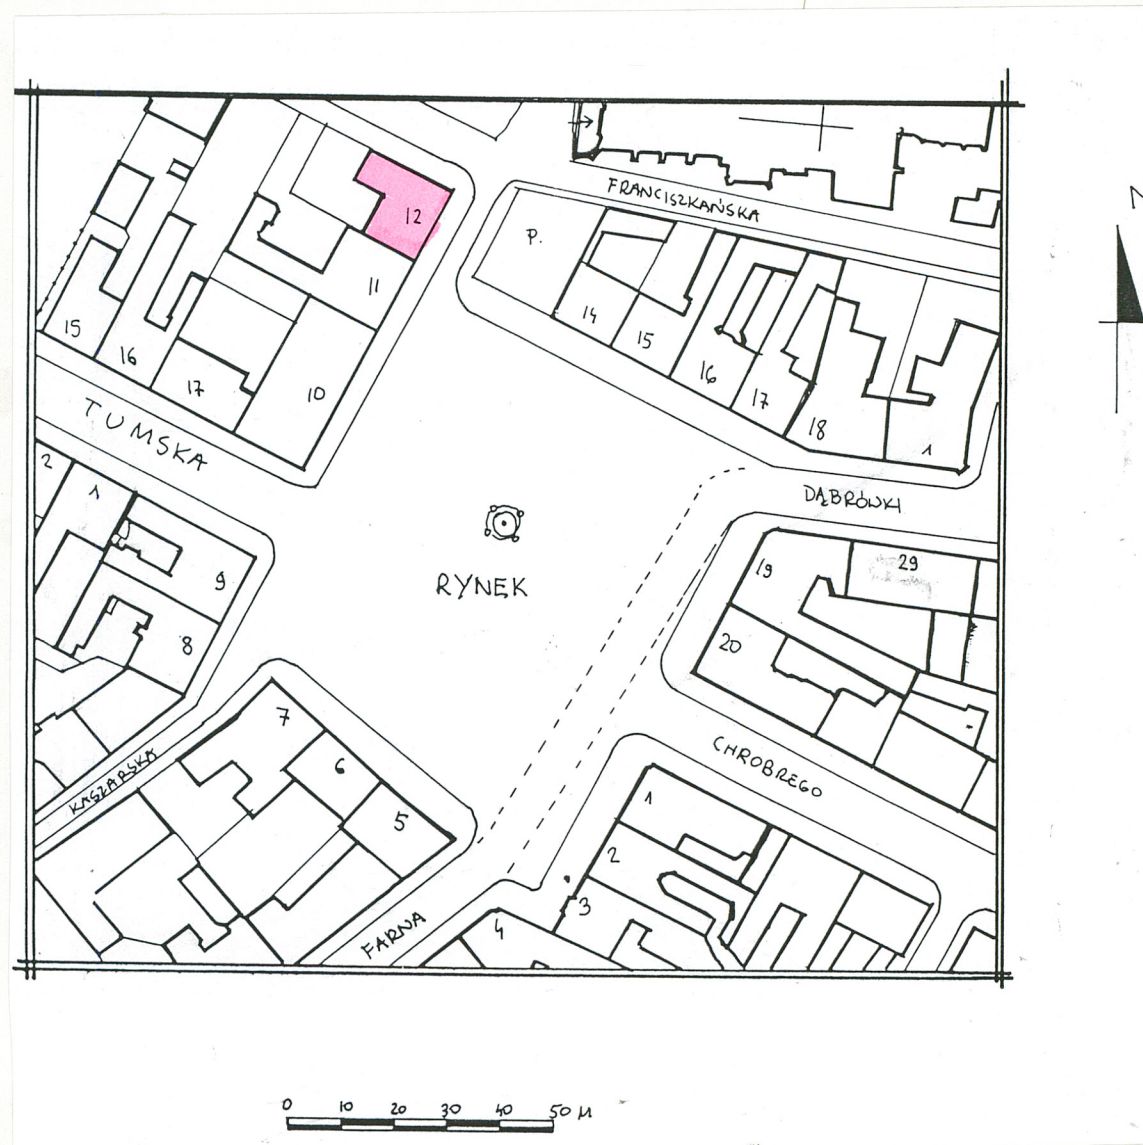 N
FRANCISZKAŃSKA
12
P.
11
14
15
15
16
16
17
17
10
18
1
TUMSKA
2
1
DĄBRÓWKI
RYNEK
19
29
9
8
20
7
6
5
KASZARSKA
CHROBREGO
1
2
3
4
FARNA
0 10 20 30 40 50 M